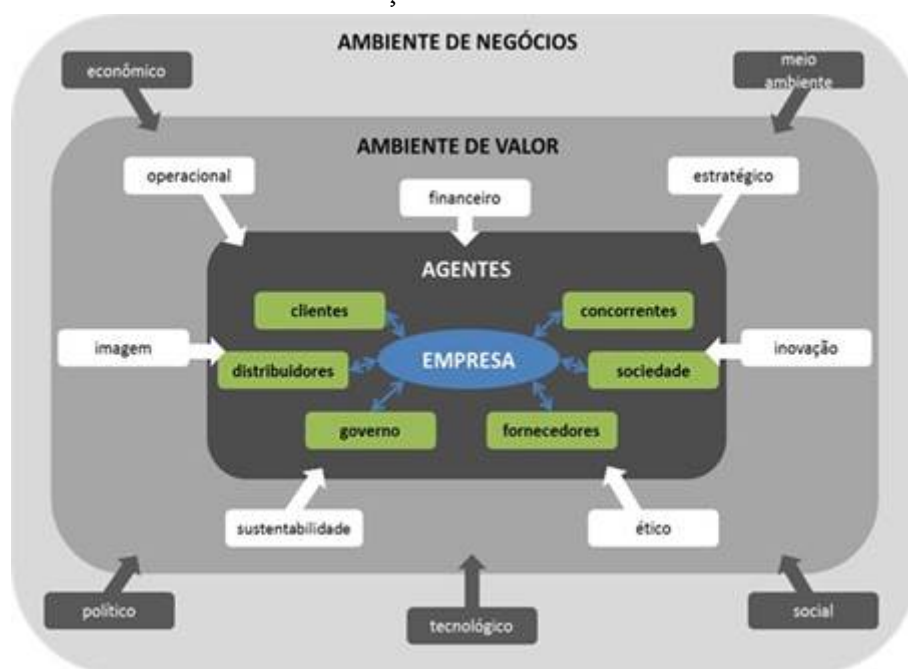 AMBIENTE DE NEGÓCIOS
econômico
meio
ambiente
AMBIENTE DE VALOR
operacional
financeiro
estratégico
AGENTES
clientes
concorrentes
imagem
EMPRESA
inovação
distribuidores
sociedade
governo
fornecedores
sustentabilidade
ético
político
tecnológico
social